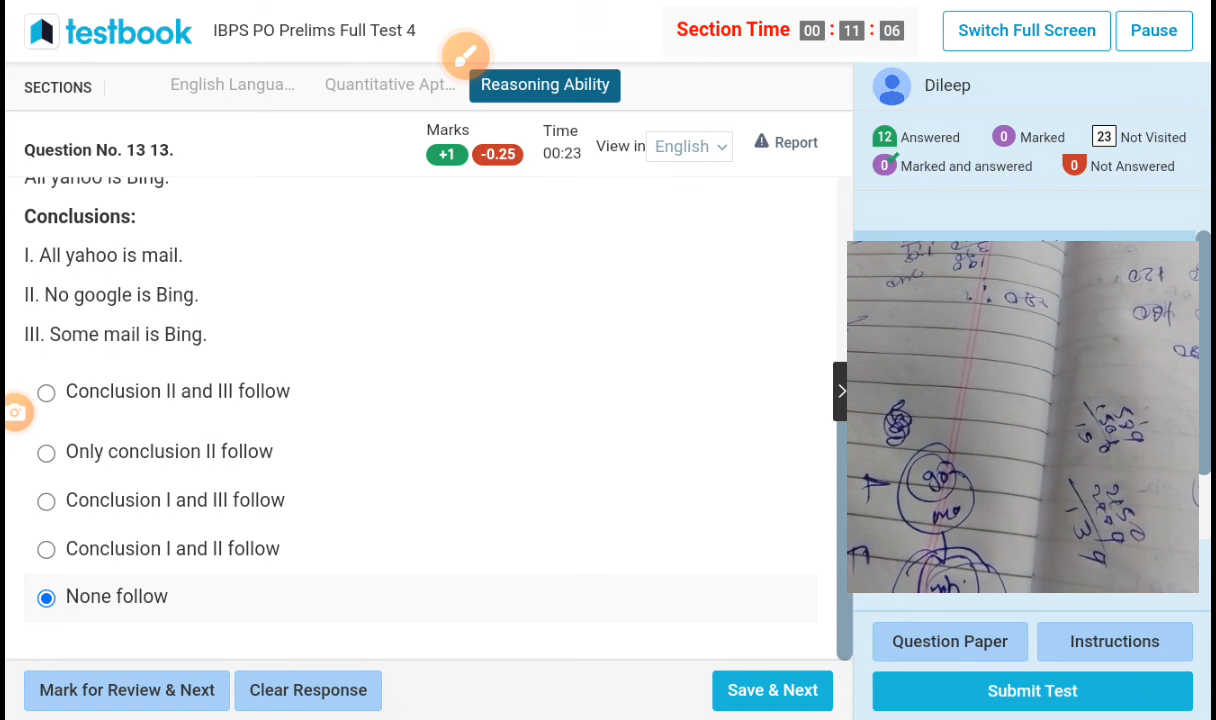 testbook
IBPS PO Prelims Full Test 4
Section Time 00 : 11 : 06
Switch Full Screen
Pause
SECTIONS
English Langua...
Quantitative Apt...
Reasoning Ability
Dileep
Question No. 13 13.
Marks
+1 -0.25
Time
00:23
View in English
Report
12 Answered
0 Marked
23 Not Visited
0 Marked and answered
0 Not Answered
All yahoo is Bing.
Conclusions:
I. All yahoo is mail.
II. No google is Bing.
III. Some mail is Bing.
Conclusion II and III follow
Only conclusion II follow
Conclusion I and III follow
Conclusion I and II follow
None follow
Mark for Review & Next
Clear Response
Save & Next
Question Paper
Instructions
Submit Test